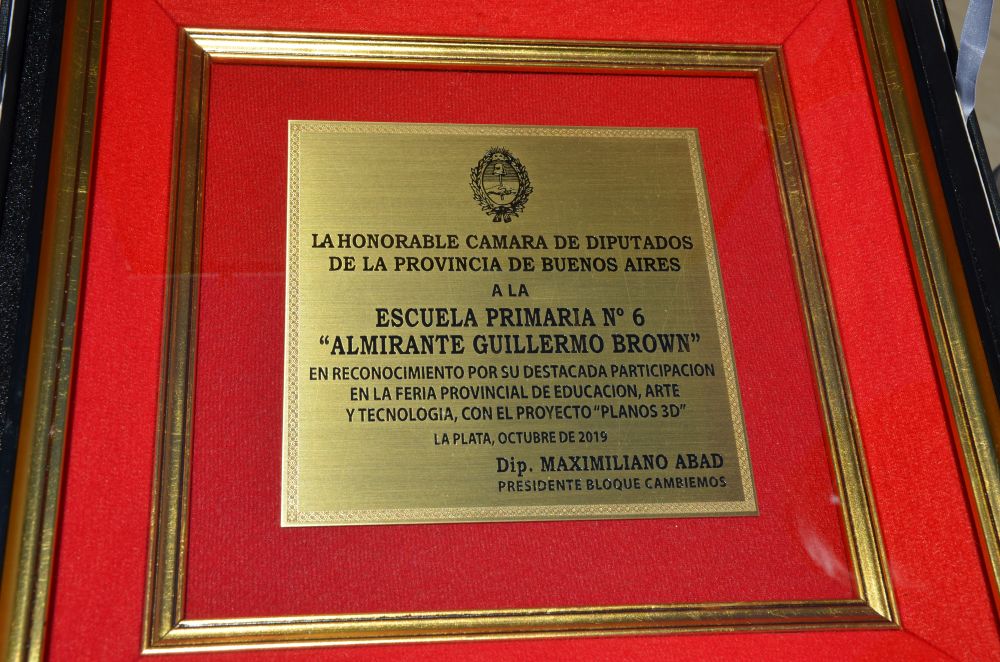 LA HONORABLE CAMARA DE DIPUTADOS
DE LA PROVINCIA DE BUENOS AIRES
A LA
ESCUELA PRIMARIA Nº 6
“ALMIRANTE GUILLERMO BROWN”
EN RECONOCIMIENTO POR SU DESTACADA PARTICIPACION
EN LA FERIA PROVINCIAL DE EDUCACION, ARTE
Y TECNOLOGIA, CON EL PROYECTO “PLANOS 3D”
LA PLATA, OCTUBRE DE 2019
Dip. MAXIMILIANO ABAD
PRESIDENTE BLOQUE CAMBIEMOS